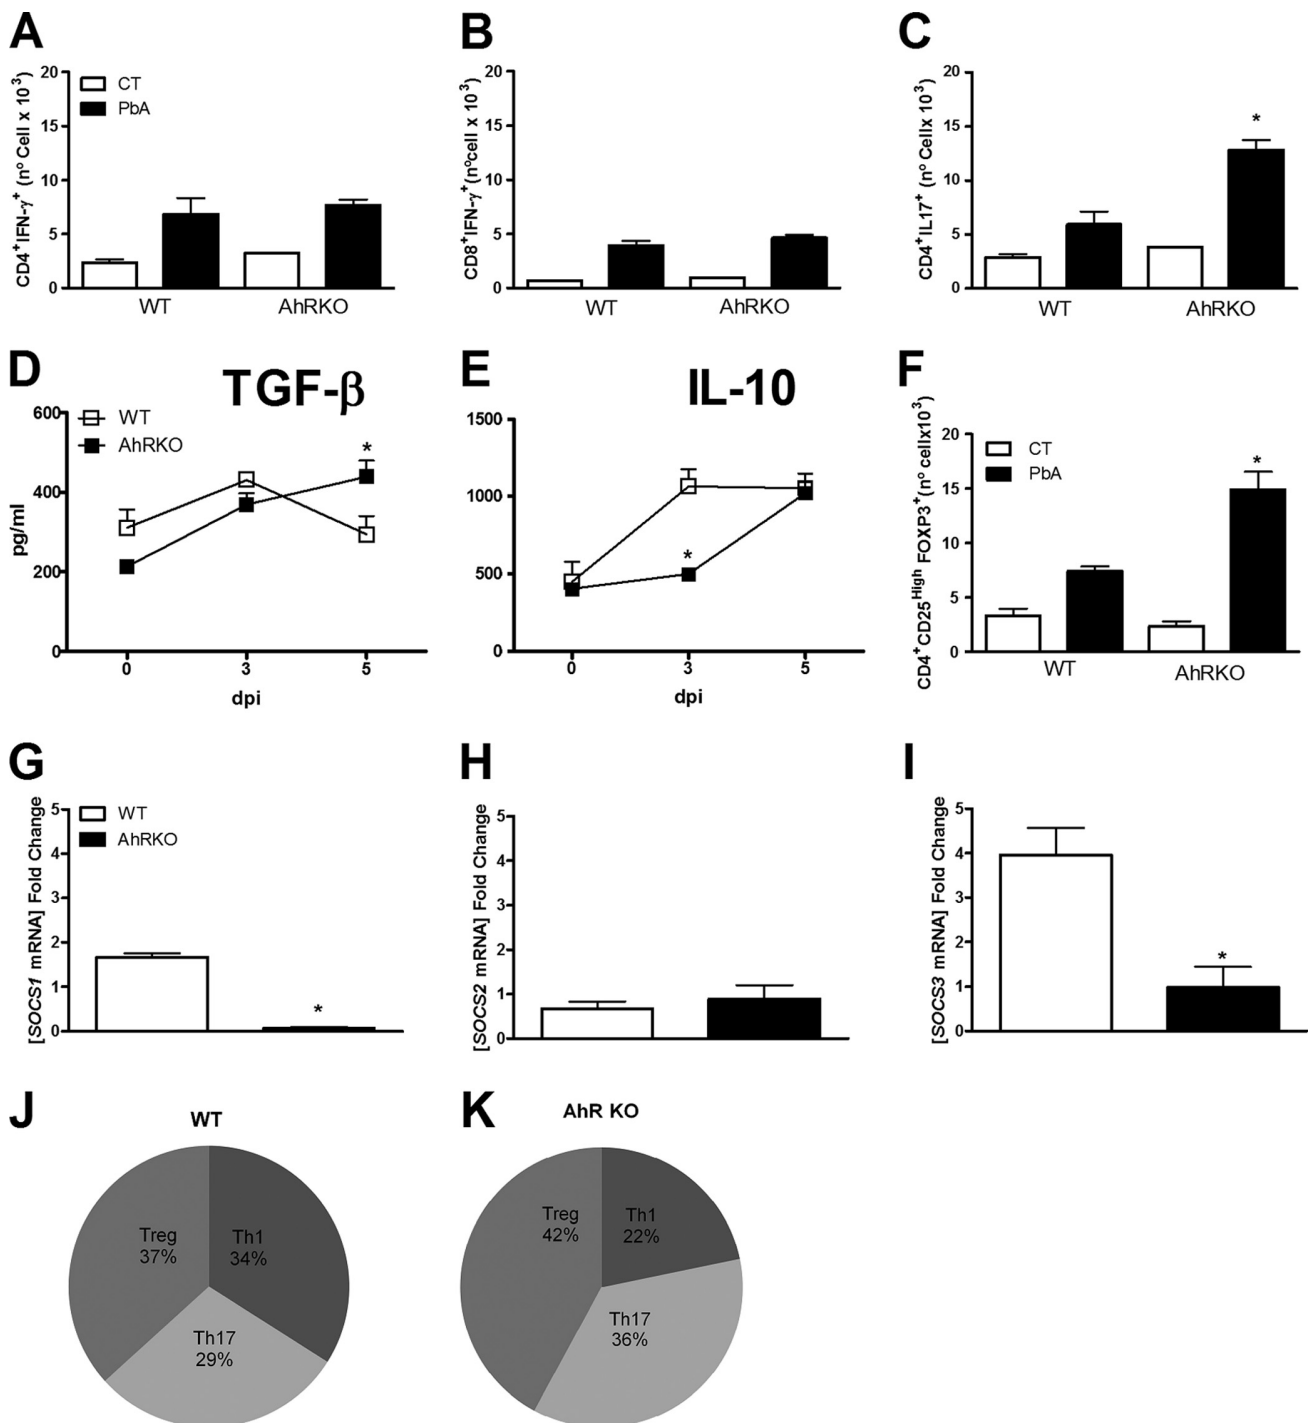 A
CD4⁺IFN-γ⁺ (nº Cell x 10³)
20
15
10
5
0
CT
PbA
WT
AhRKO
B
CD8⁺IFN-γ⁺(nºcell x 10³)
20
15
10
5
0
WT
AhRKO
C
CD4⁺IL17⁺ (nº Cellx 10³)
20
15
10
5
0
*
WT
AhRKO
D
TGF-β
pg/ml
600
400
200
0
WT
AhRKO
*
0 3 5
dpi
E
IL-10
1500
1000
500
0
*
0 3 5
dpi
F
CD4⁺CD25ᴴⁱᵍʰ FOXP3⁺(nº cellx10³)
20
15
10
5
0
CT
PbA
*
WT
AhRKO
G
[SOCS1 mRNA] Fold Change
5
4
3
2
1
0
WT
AhRKO
*
H
[SOCS2 mRNA] Fold Change
5
4
3
2
1
0
I
[SOCS3 mRNA] Fold Change
5
4
3
2
1
0
*
J
WT
Treg
37%
Th1
34%
Th17
29%
K
AhR KO
Treg
42%
Th1
22%
Th17
36%